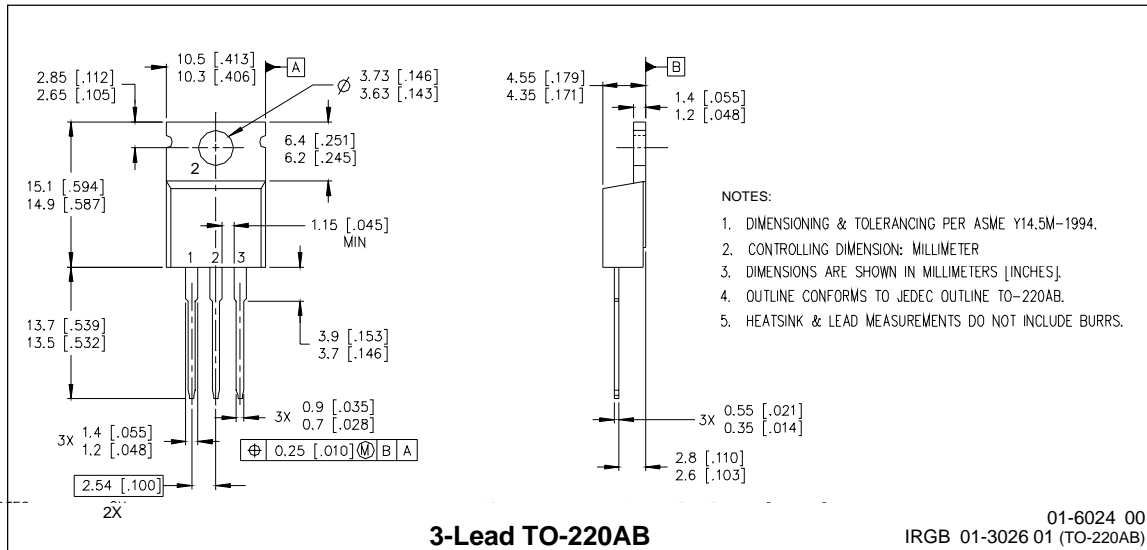 10.5 [.413]
10.3 [.406]
A
2.85 [.112]
2.65 [.105]
Ø 3.73 [.146]
3.63 [.143]
6.4 [.251]
6.2 [.245]
2
15.1 [.594]
14.9 [.587]
1.15 [.045]
MIN
1 2 3
13.7 [.539]
13.5 [.532]
3.9 [.153]
3.7 [.146]
3X 0.9 [.035]
0.7 [.028]
3X 1.4 [.055]
1.2 [.048]
⌖ 0.25 [.010] Ⓜ B A
2.54 [.100]
2X
4.55 [.179]
4.35 [.171]
B
1.4 [.055]
1.2 [.048]
3X 0.55 [.021]
0.35 [.014]
2.8 [.110]
2.6 [.103]
NOTES:
1. DIMENSIONING & TOLERANCING PER ASME Y14.5M-1994.
2. CONTROLLING DIMENSION: MILLIMETER
3. DIMENSIONS ARE SHOWN IN MILLIMETERS [INCHES].
4. OUTLINE CONFORMS TO JEDEC OUTLINE TO-220AB.
5. HEATSINK & LEAD MEASUREMENTS DO NOT INCLUDE BURRS.
3-Lead TO-220AB
01-6024 00
IRGB 01-3026 01 (TO-220AB)